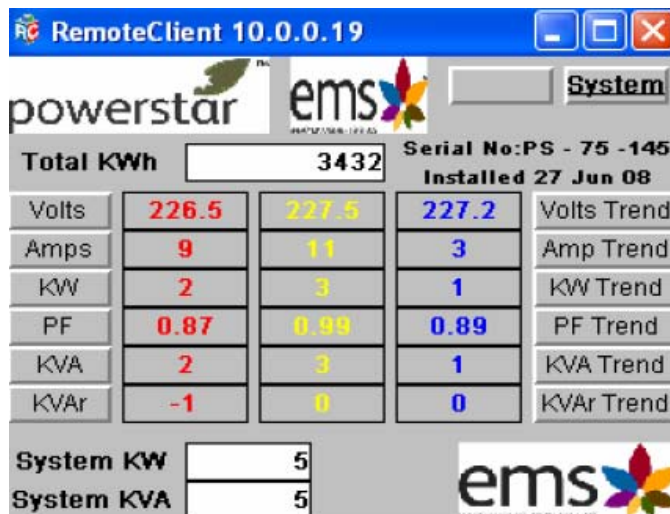 RemoteClient 10.0.0.19
powerstar
ems
System
Total KWh 3432
Serial No:PS - 75 -145
Installed 27 Jun 08
Volts 226.5 227.5 227.2 Volts Trend
Amps 9 11 3 Amp Trend
KW 2 3 1 KW Trend
PF 0.87 0.99 0.89 PF Trend
KVA 2 3 1 KVA Trend
KVAr -1 0 0 KVAr Trend
System KW 5
System KVA 5
ems